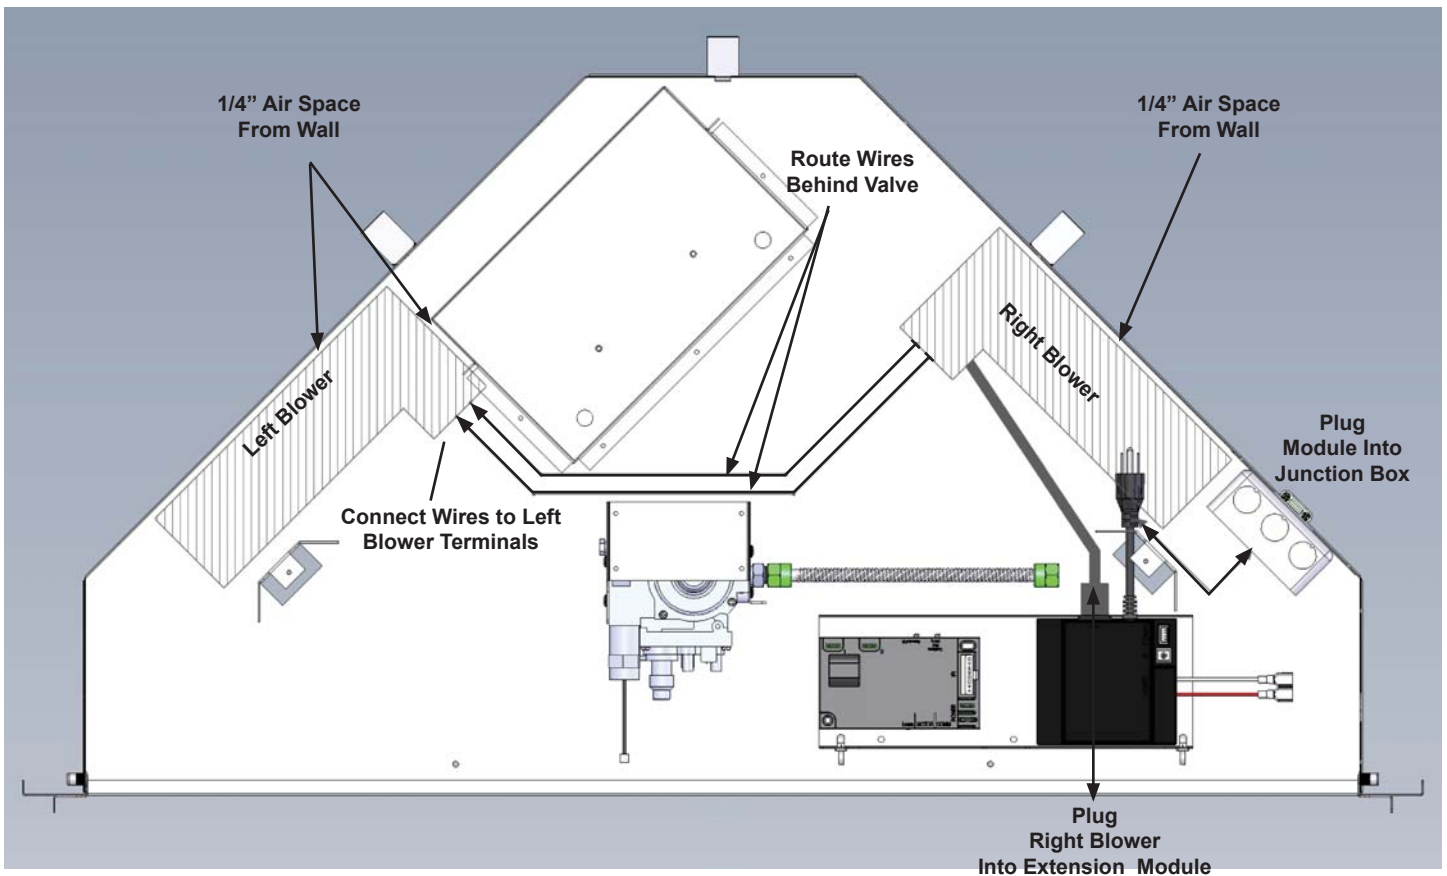 1/4” Air Space
From Wall
1/4” Air Space
From Wall
Route Wires
Behind Valve
Left Blower
Right Blower
Plug
Module Into
Junction Box
Connect Wires to Left
Blower Terminals
Plug
Right Blower
Into Extension Module